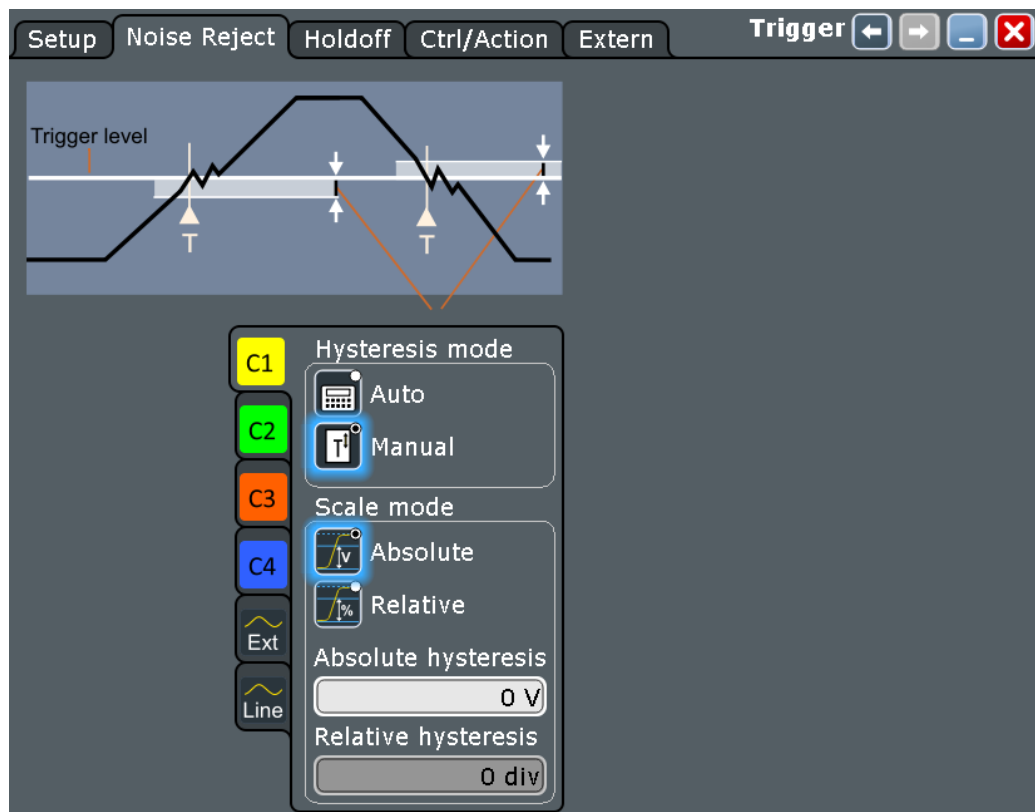 Setup Noise Reject Holdoff Ctrl/Action Extern Trigger
Trigger level
T
T
C1
C2
C3
C4
Ext
Line
Hysteresis mode
Auto
T
Manual
Scale mode
V
Absolute
%
Relative
Absolute hysteresis
0 V
Relative hysteresis
0 div